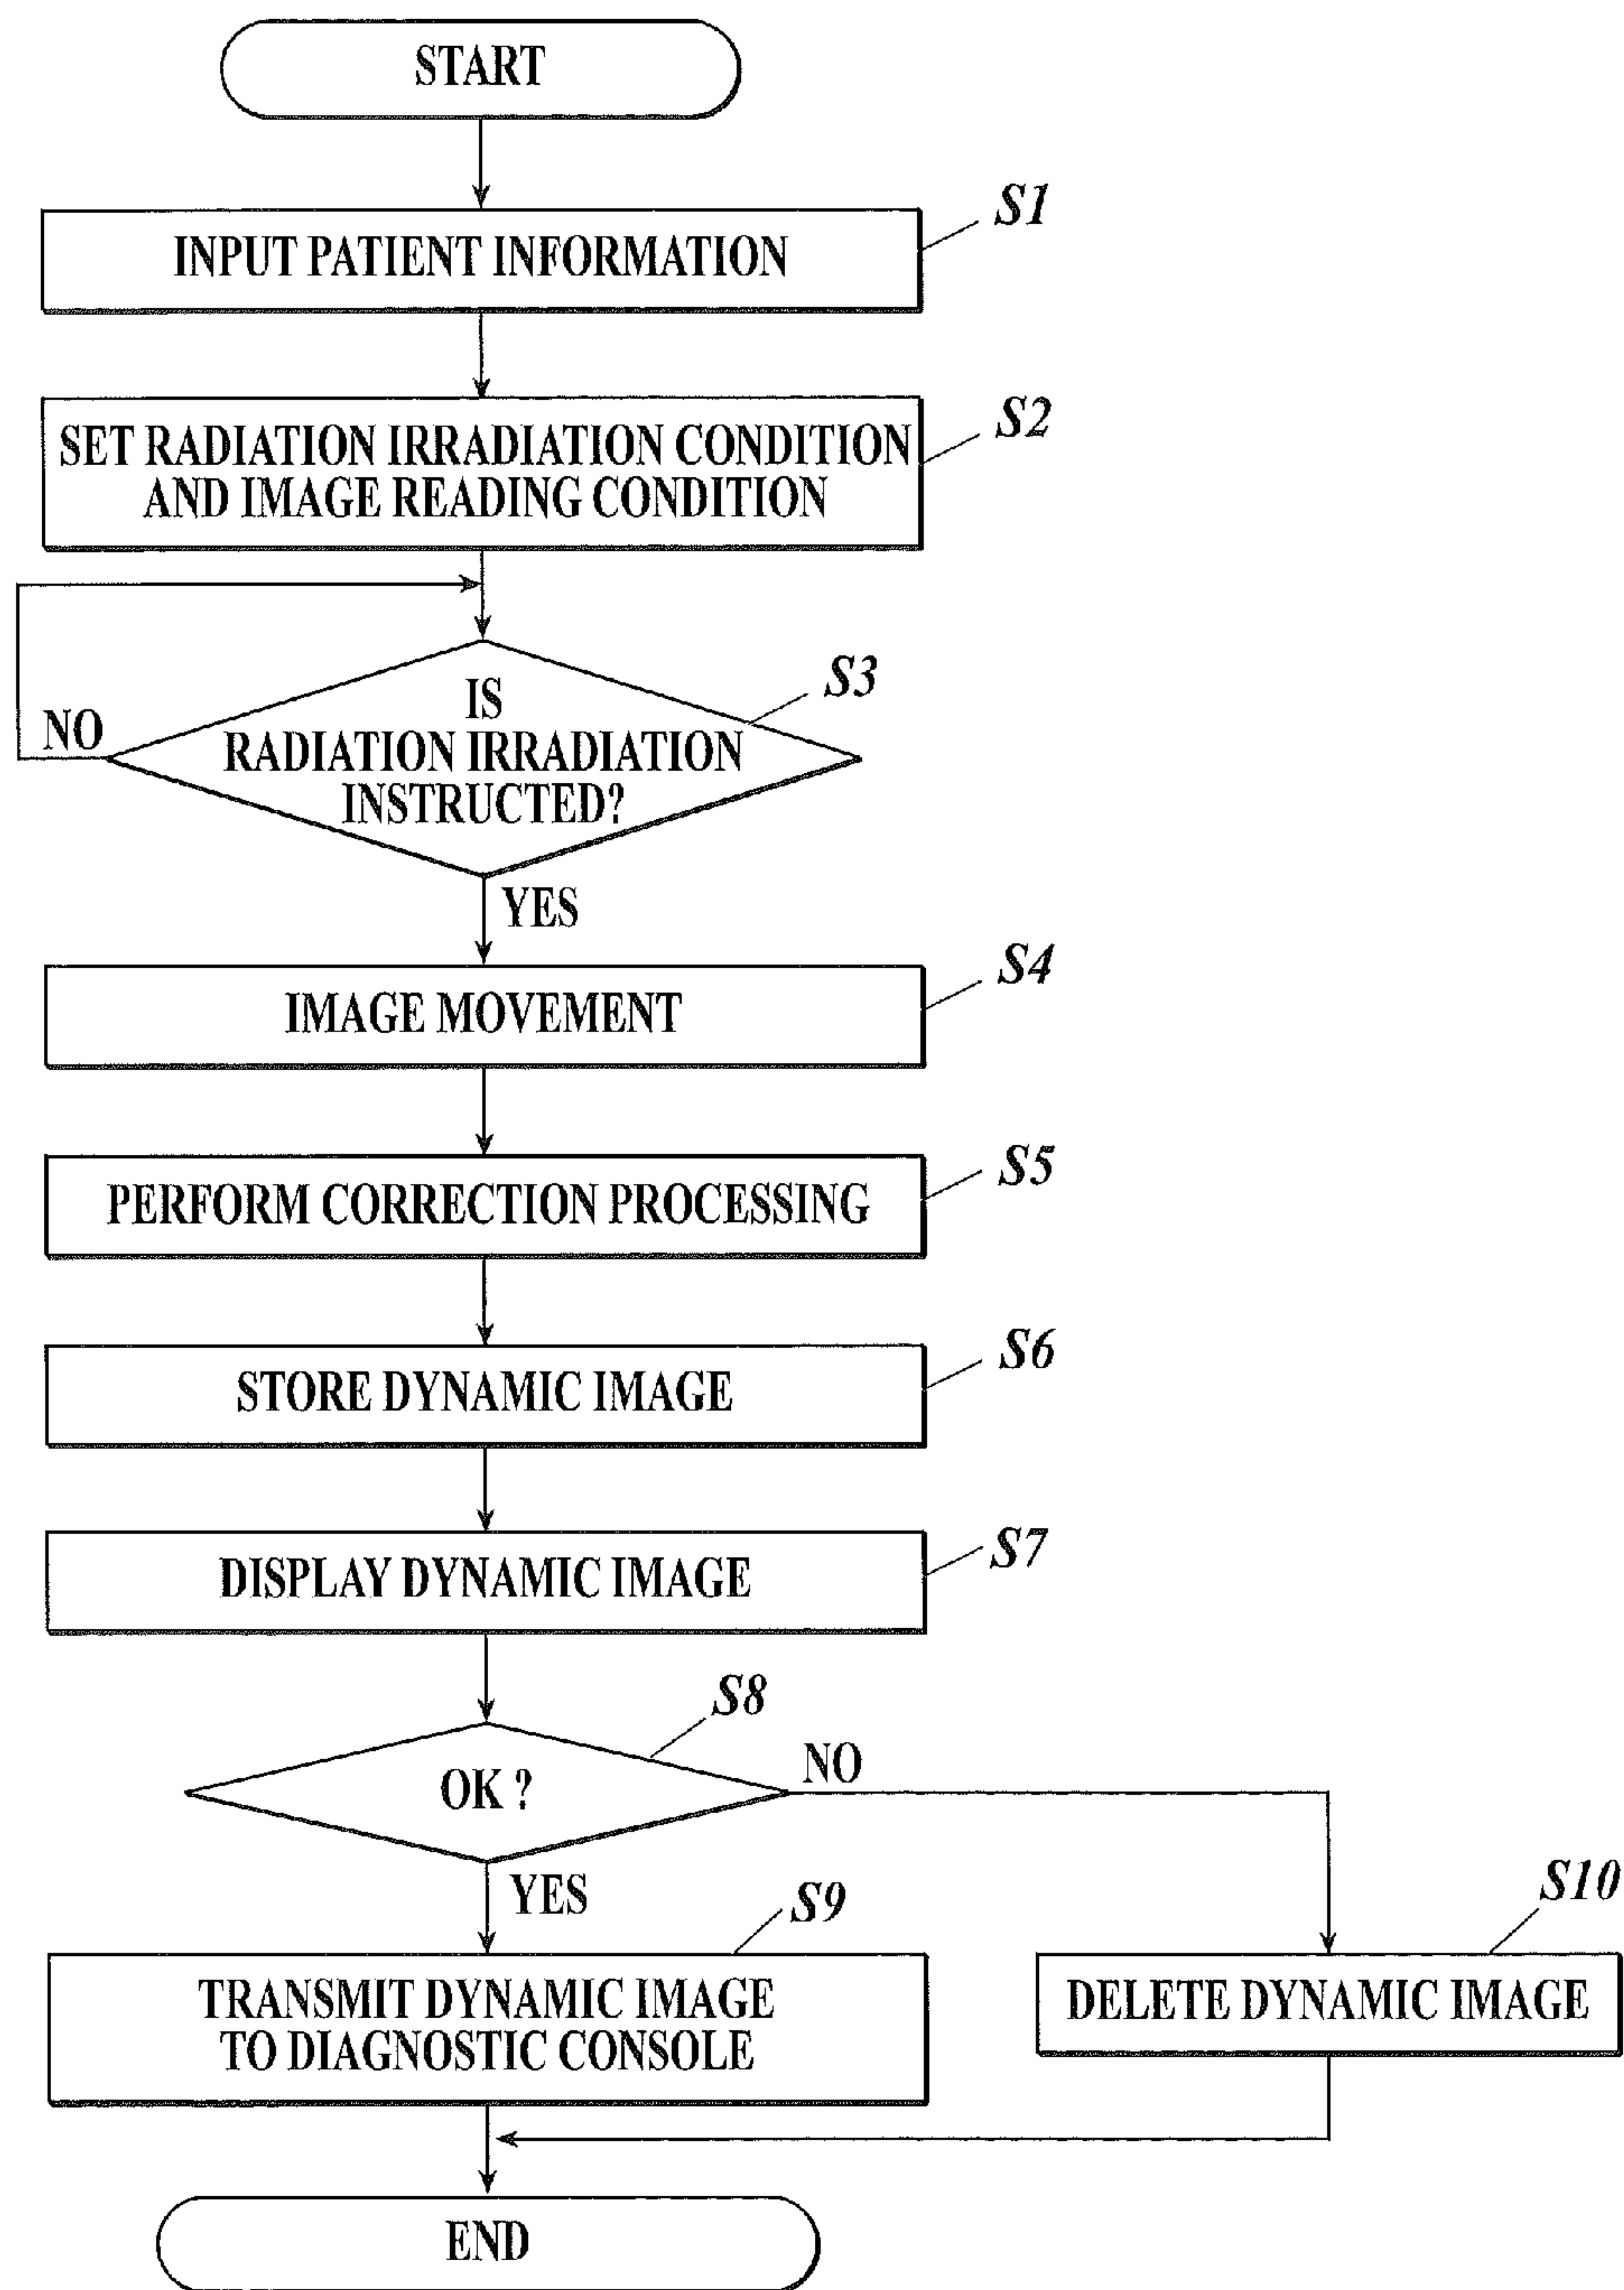 START
S1
INPUT PATIENT INFORMATION
S2
SET RADIATION IRRADIATION CONDITION
AND IMAGE READING CONDITION
S3
IS
RADIATION IRRADIATION
INSTRUCTED?
NO
YES
S4
IMAGE MOVEMENT
S5
PERFORM CORRECTION PROCESSING
S6
STORE DYNAMIC IMAGE
S7
DISPLAY DYNAMIC IMAGE
S8
OK ?
NO
YES
S9
TRANSMIT DYNAMIC IMAGE
TO DIAGNOSTIC CONSOLE
S10
DELETE DYNAMIC IMAGE
END